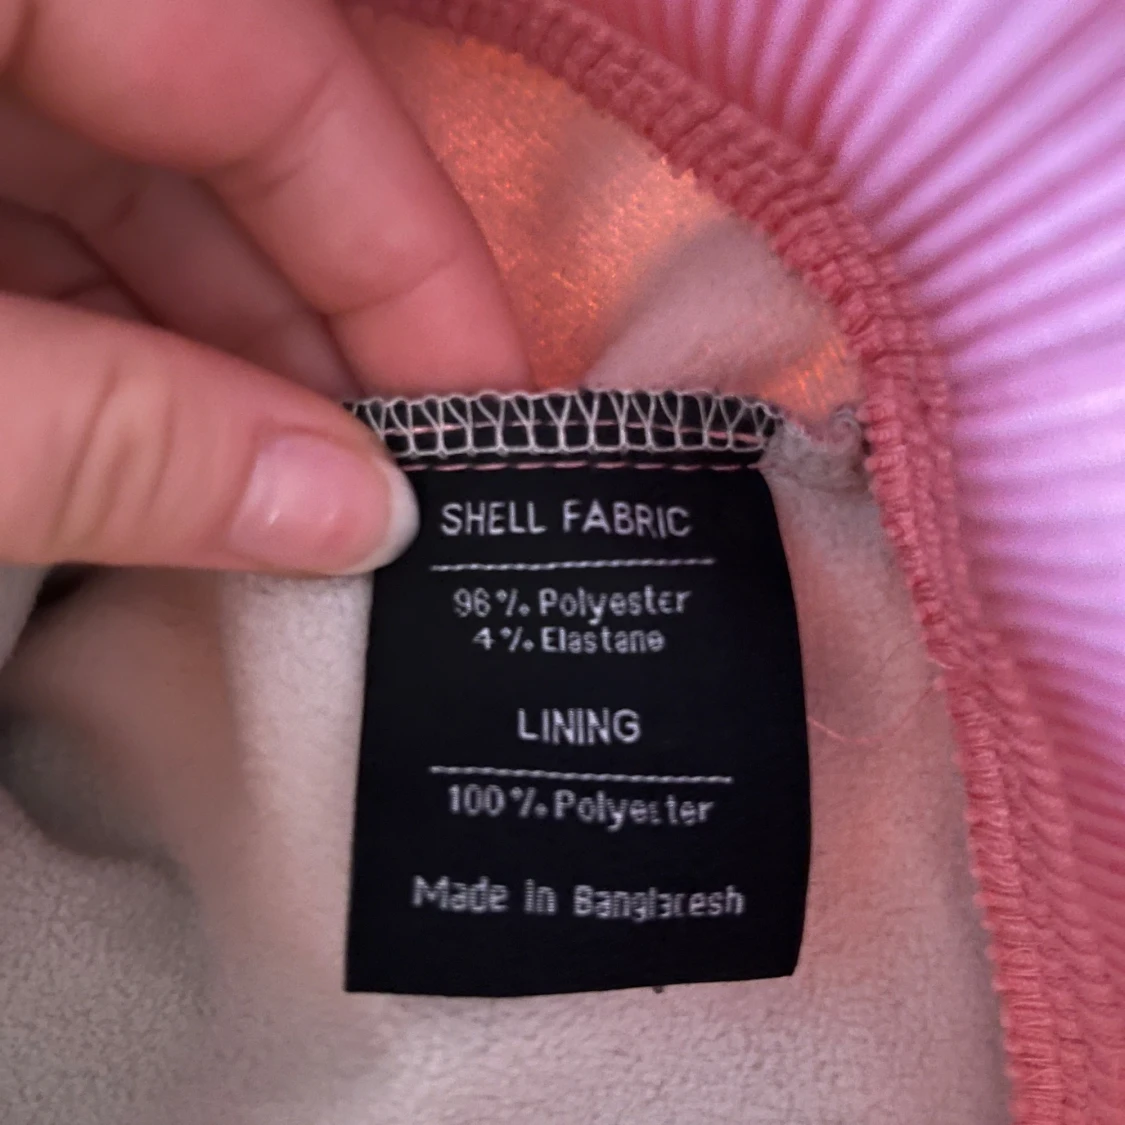 SHELL FABRIC
96% Polyester
4% Elastane
LINING
100% Polyester
Made in Bangladesh